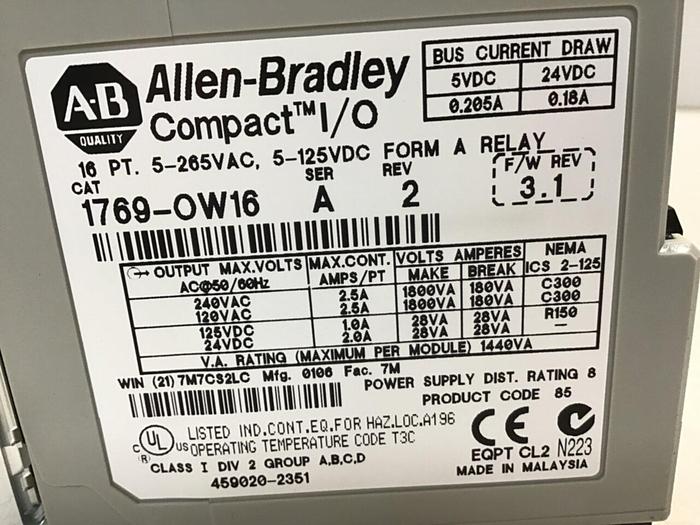 A-B
QUALITY
Allen-Bradley
Compact™ I/O
BUS CURRENT DRAW
5VDC 24VDC
0.205A 0.18A
16 PT. 5-265VAC, 5-125VDC FORM A RELAY
CAT SER REV F/W REV
1769-OW16 A 2 3.1
OUTPUT MAX.VOLTS MAX.CONT. VOLTS AMPERES NEMA
AC@50/60Hz AMPS/PT MAKE BREAK ICS 2-125
240VAC 2.5A 1800VA 180VA C300
120VAC 2.5A 1800VA 180VA C300
125VDC 1.0A 28VA 28VA R150
24VDC 2.0A 28VA 28VA —
V.A. RATING (MAXIMUM PER MODULE) 1440VA
WIN (21) 7M7CS2LC Mfg. 0106 Fac. 7M
POWER SUPPLY DIST. RATING 8
PRODUCT CODE 85
C UL US LISTED IND.CONT.EQ.FOR HAZ.LOC.A196
OPERATING TEMPERATURE CODE T3C
(R) CLASS I DIV 2 GROUP A,B,C,D
459020-2351
CE
EQPT CL2 N223
MADE IN MALAYSIA